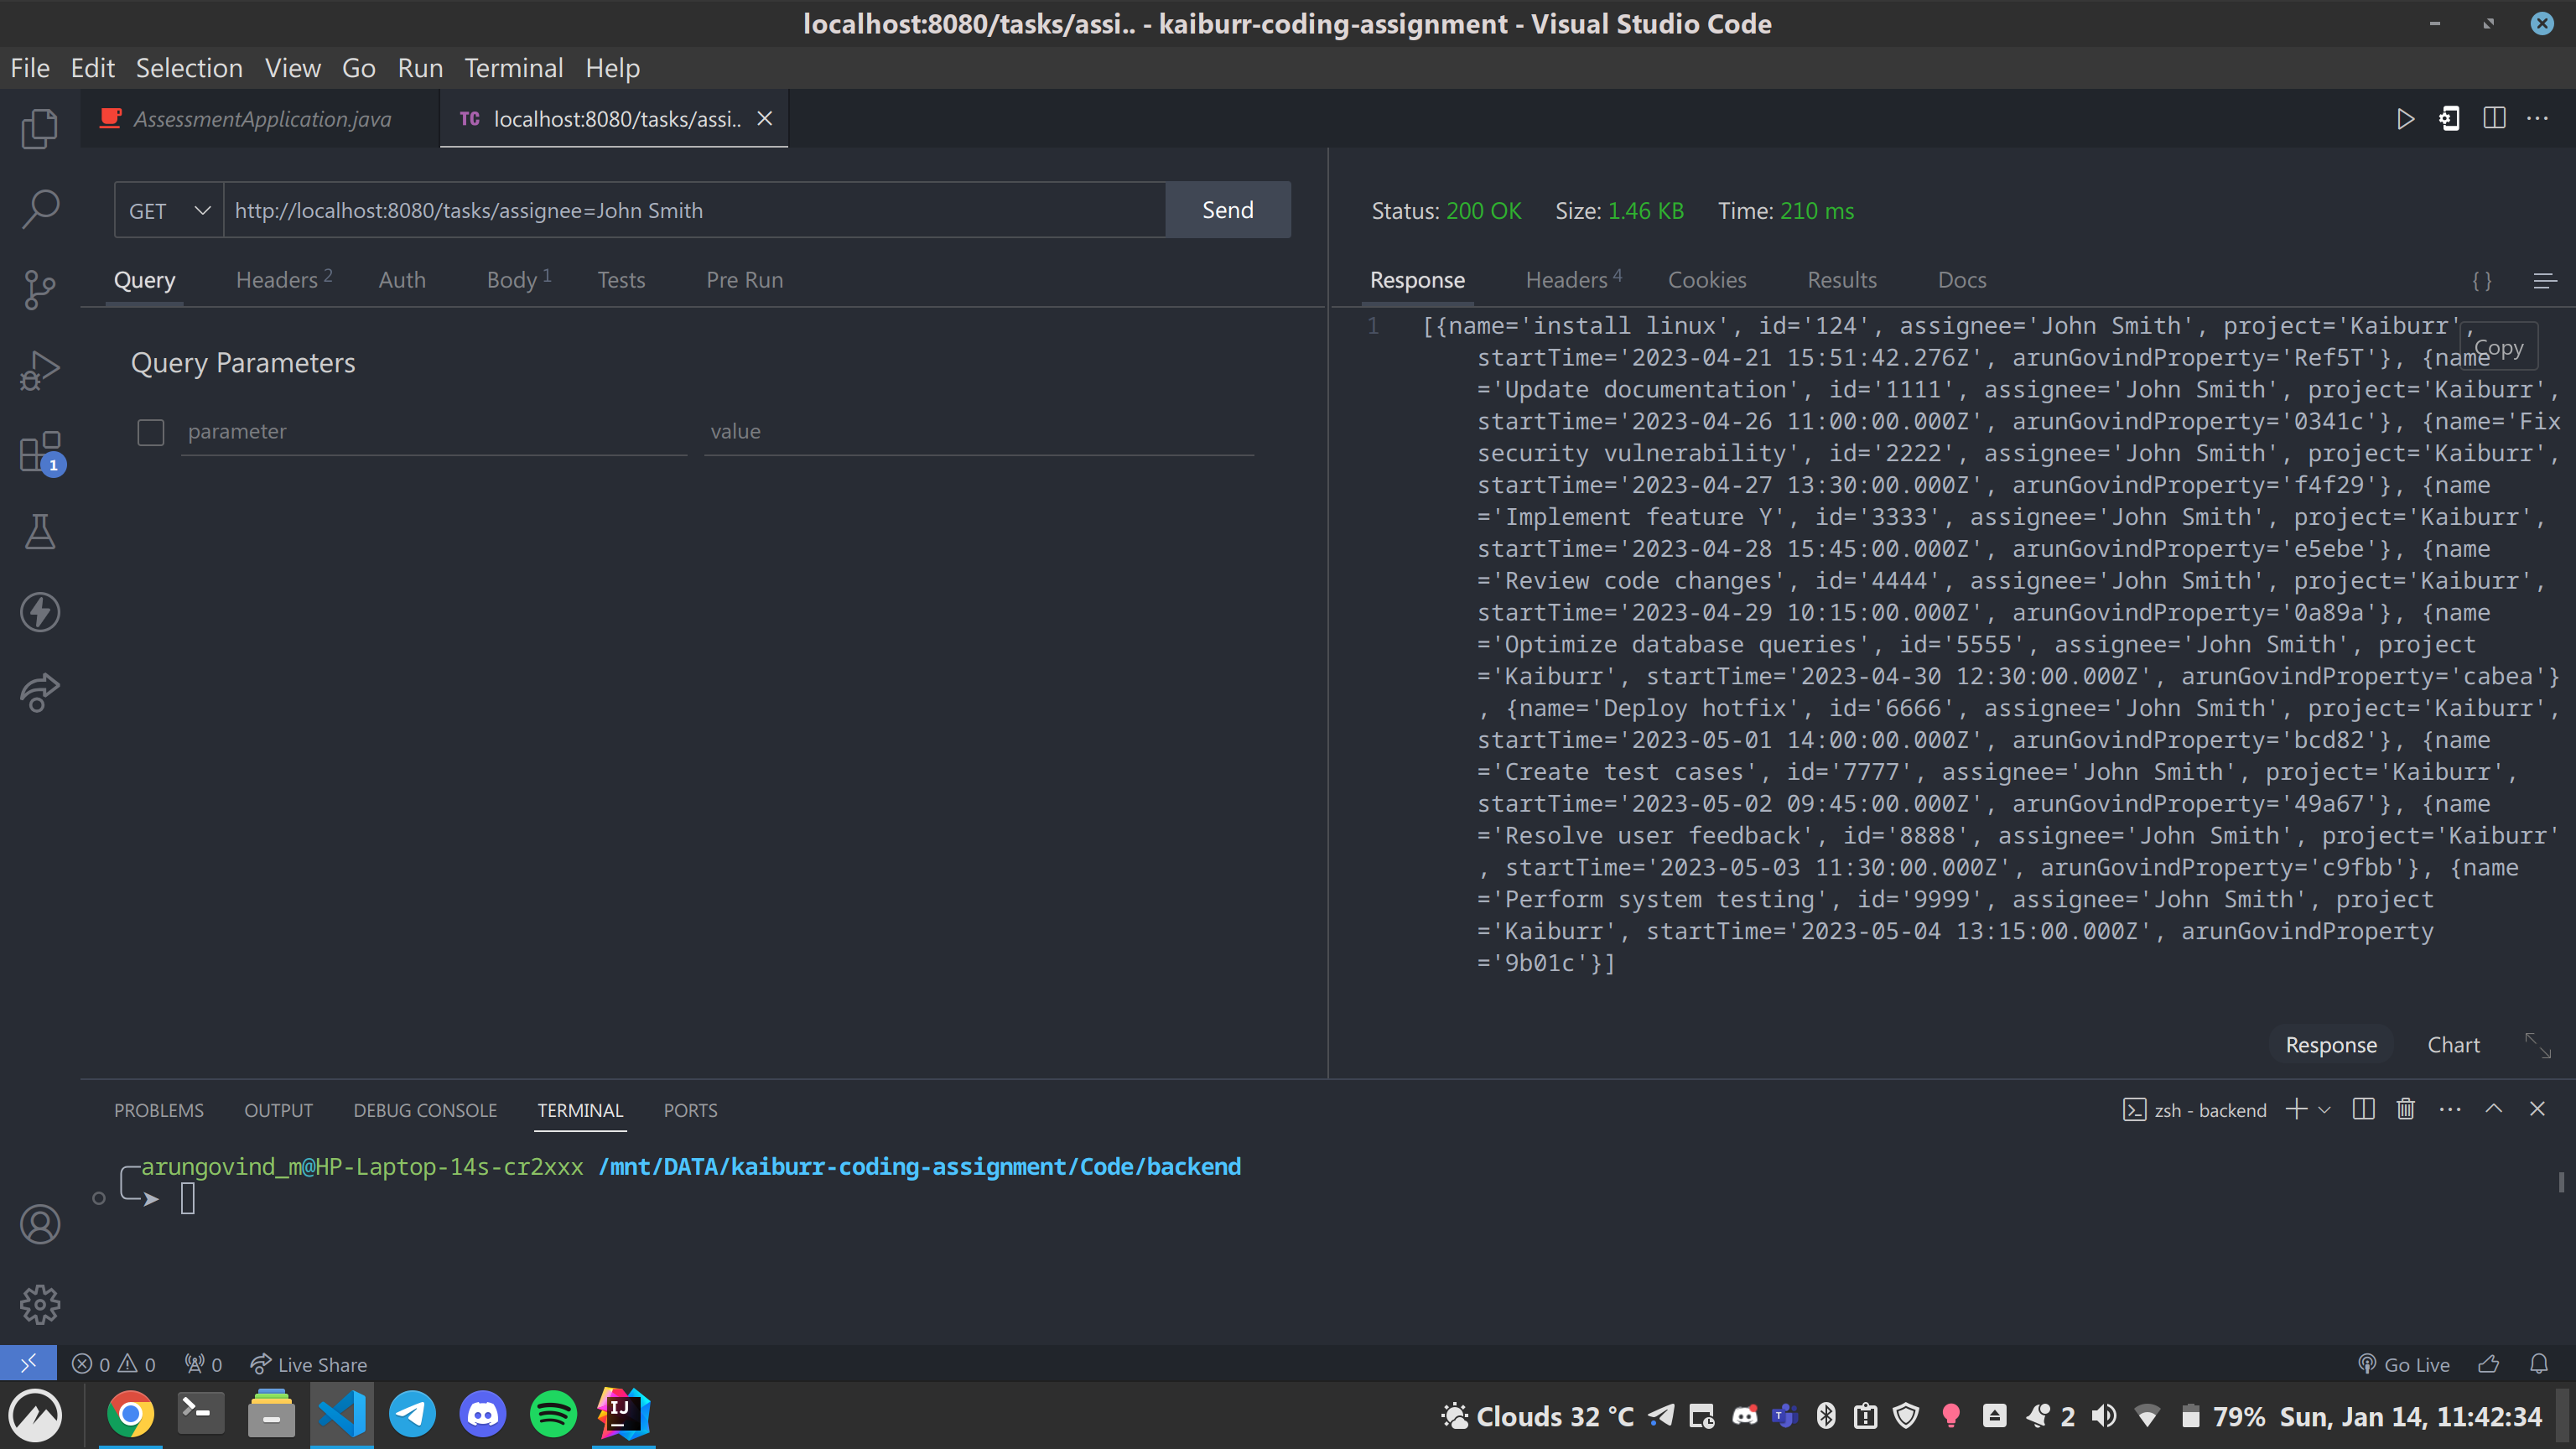 localhost:8080/tasks/assi.. - kaiburr-coding-assignment - Visual Studio Code
File Edit Selection View Go Run Terminal Help
AssessmentApplication.java
TC localhost:8080/tasks/assi..
GET http://localhost:8080/tasks/assignee=John Smith Send
Status: 200 OK Size: 1.46 KB Time: 210 ms
Query Headers 2 Auth Body 1 Tests Pre Run
Response Headers 4 Cookies Results Docs {}
Query Parameters
parameter value
Copy
1 [{name='install linux', id='124', assignee='John Smith', project='Kaiburr',
startTime='2023-04-21 15:51:42.276Z', arunGovindProperty='Ref5T'}, {name
='Update documentation', id='1111', assignee='John Smith', project='Kaiburr',
startTime='2023-04-26 11:00:00.000Z', arunGovindProperty='0341c'}, {name='Fix
security vulnerability', id='2222', assignee='John Smith', project='Kaiburr',
startTime='2023-04-27 13:30:00.000Z', arunGovindProperty='f4f29'}, {name
='Implement feature Y', id='3333', assignee='John Smith', project='Kaiburr',
startTime='2023-04-28 15:45:00.000Z', arunGovindProperty='e5ebe'}, {name
='Review code changes', id='4444', assignee='John Smith', project='Kaiburr',
startTime='2023-04-29 10:15:00.000Z', arunGovindProperty='0a89a'}, {name
='Optimize database queries', id='5555', assignee='John Smith', project
='Kaiburr', startTime='2023-04-30 12:30:00.000Z', arunGovindProperty='cabea'}
, {name='Deploy hotfix', id='6666', assignee='John Smith', project='Kaiburr',
startTime='2023-05-01 14:00:00.000Z', arunGovindProperty='bcd82'}, {name
='Create test cases', id='7777', assignee='John Smith', project='Kaiburr',
startTime='2023-05-02 09:45:00.000Z', arunGovindProperty='49a67'}, {name
='Resolve user feedback', id='8888', assignee='John Smith', project='Kaiburr'
, startTime='2023-05-03 11:30:00.000Z', arunGovindProperty='c9fbb'}, {name
='Perform system testing', id='9999', assignee='John Smith', project
='Kaiburr', startTime='2023-05-04 13:15:00.000Z', arunGovindProperty
='9b01c'}]
Response Chart
1
PROBLEMS OUTPUT DEBUG CONSOLE TERMINAL PORTS
zsh - backend
arungovind_m@HP-Laptop-14s-cr2xxx /mnt/DATA/kaiburr-coding-assignment/Code/backend
0 0 0 Live Share
Go Live
IJ
Clouds 32 °C 2 79% Sun, Jan 14, 11:42:34